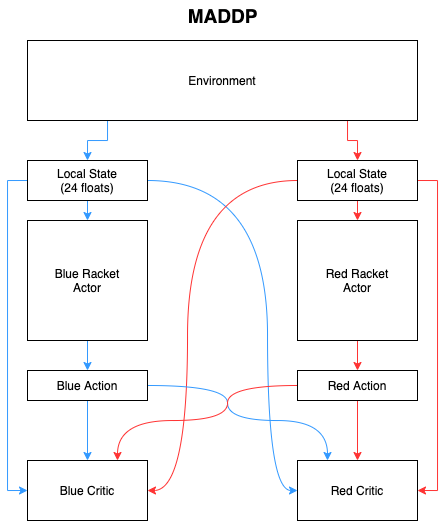 MADDP
Environment
Local State
(24 floats)
Local State
(24 floats)
Blue Racket
Actor
Red Racket
Actor
Blue Action
Red Action
Blue Critic
Red Critic